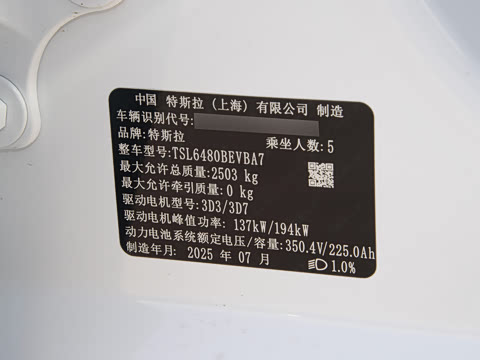 中国 特斯拉（上海）有限公司 制造
车辆识别代号:
品牌:特斯拉 乘坐人数:5
整车型号:TSL6480BEVBA7
最大允许总质量:2503 kg
最大允许牵引质量:0 kg
驱动电机型号:3D3/3D7
驱动电机峰值功率: 137kW/194kW
动力电池系统额定电压/容量:350.4V/225.0Ah
制造年月: 2025 年 07 月 1.0%